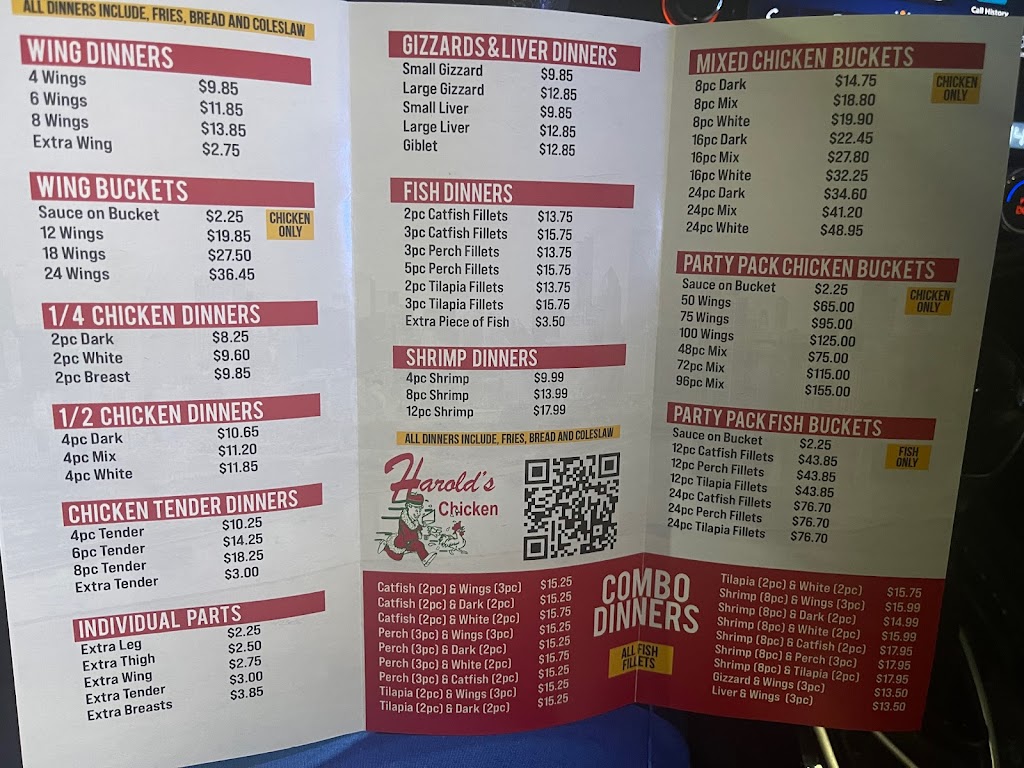 ALL DINNERS INCLUDE, FRIES, BREAD AND COLESLAW
WING DINNERS
4 Wings $9.85
6 Wings $11.85
8 Wings $13.85
Extra Wing $2.75
WING BUCKETS
CHICKEN ONLY
Sauce on Bucket $2.25
12 Wings $19.85
18 Wings $27.50
24 Wings $36.45
1/4 CHICKEN DINNERS
2pc Dark $8.25
2pc White $9.60
2pc Breast $9.85
1/2 CHICKEN DINNERS
4pc Dark $10.65
4pc Mix $11.20
4pc White $11.85
CHICKEN TENDER DINNERS
4pc Tender $10.25
6pc Tender $14.25
8pc Tender $18.25
Extra Tender $3.00
INDIVIDUAL PARTS
Extra Leg $2.25
Extra Thigh $2.50
Extra Wing $2.75
Extra Tender $3.00
Extra Breasts $3.85
GIZZARDS & LIVER DINNERS
Small Gizzard $9.85
Large Gizzard $12.85
Small Liver $9.85
Large Liver $12.85
Giblet $12.85
FISH DINNERS
2pc Catfish Fillets $13.75
3pc Catfish Fillets $15.75
3pc Perch Fillets $13.75
5pc Perch Fillets $15.75
2pc Tilapia Fillets $13.75
3pc Tilapia Fillets $15.75
Extra Piece of Fish $3.50
SHRIMP DINNERS
4pc Shrimp $9.99
8pc Shrimp $13.99
12pc Shrimp $17.99
ALL DINNERS INCLUDE, FRIES, BREAD AND COLESLAW
Harold's
Chicken
MIXED CHICKEN BUCKETS
CHICKEN ONLY
8pc Dark $14.75
8pc Mix $18.80
8pc White $19.90
16pc Dark $22.45
16pc Mix $27.80
16pc White $32.25
24pc Dark $34.60
24pc Mix $41.20
24pc White $48.95
PARTY PACK CHICKEN BUCKETS
CHICKEN ONLY
Sauce on Bucket $2.25
50 Wings $65.00
75 Wings $95.00
100 Wings $125.00
48pc Mix $75.00
72pc Mix $115.00
96pc Mix $155.00
PARTY PACK FISH BUCKETS
FISH ONLY
Sauce on Bucket $2.25
12pc Catfish Fillets $43.85
12pc Perch Fillets $43.85
12pc Tilapia Fillets $43.85
24pc Catfish Fillets $76.70
24pc Perch Fillets $76.70
24pc Tilapia Fillets $76.70
COMBO DINNERS
ALL FISH FILLETS
Catfish (2pc) & Wings (3pc) $15.25
Catfish (2pc) & Dark (2pc) $15.25
Catfish (2pc) & White (2pc) $15.75
Perch (3pc) & Wings (3pc) $15.25
Perch (3pc) & Dark (2pc) $15.25
Perch (3pc) & White (2pc) $15.75
Perch (3pc) & Catfish (2pc) $15.25
Tilapia (2pc) & Wings (3pc) $15.25
Tilapia (2pc) & Dark (2pc) $15.25
Tilapia (2pc) & White (2pc) $15.75
Shrimp (8pc) & Wings (3pc) $15.99
Shrimp (8pc) & Dark (2pc) $14.99
Shrimp (8pc) & White (2pc) $15.99
Shrimp (8pc) & Catfish (2pc) $17.95
Shrimp (8pc) & Perch (3pc) $17.95
Shrimp (8pc) & Tilapia (2pc) $17.95
Gizzard & Wings (3pc) $13.50
Liver & Wings (3pc) $13.50
Call History